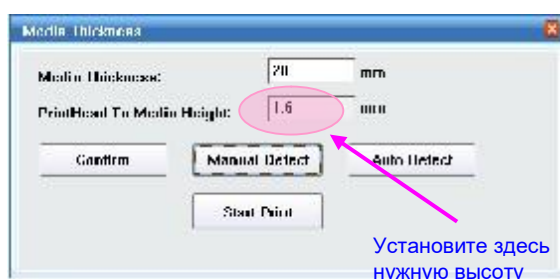 Media Thickness
Media Thickness: 20 mm
PrintHead To Media Height: 1.6 mm
Confirm Manual Detect Auto Detect
Start Print
Установите здесь
нужную высоту